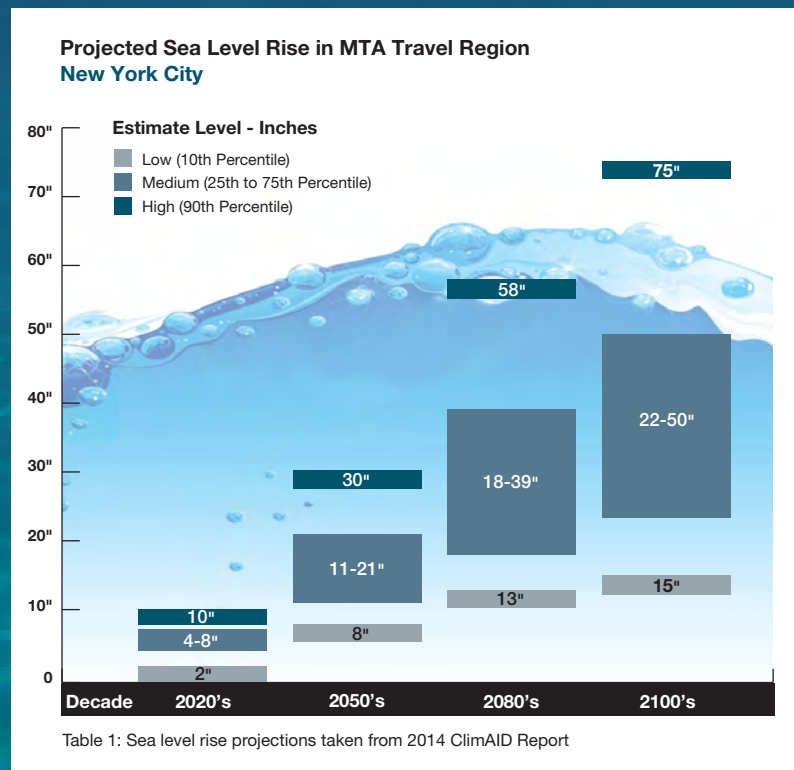 Projected Sea Level Rise in MTA Travel Region
New York City
Estimate Level - Inches
Low (10th Percentile)
Medium (25th to 75th Percentile)
High (90th Percentile)
80"
70"
60"
50"
40"
30"
20"
10"
0
10"
4-8"
2"
30"
11-21"
8"
58"
18-39"
13"
75"
22-50"
15"
Decade 2020's 2050's 2080's 2100's
Table 1: Sea level rise projections taken from 2014 ClimAID Report